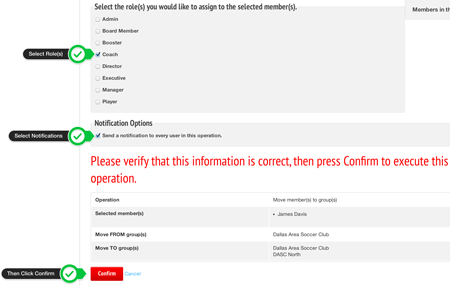 Select the role(s) you would like to assign to the selected member(s).
Members in th
Admin
Board Member
Booster
Select Role(s)
Coach
Director
Executive
Manager
Player
Notification Options
Select Notifications
Send a notification to every user in this operation.
Please verify that this information is correct, then press Confirm to execute this
operation.
Operation Move member(s) to group(s)
Selected member(s) • James Davis
Move FROM group(s) Dallas Area Soccer Club
Move TO group(s) Dallas Area Soccer Club
DASC North
Then Click Confirm
Confirm Cancel